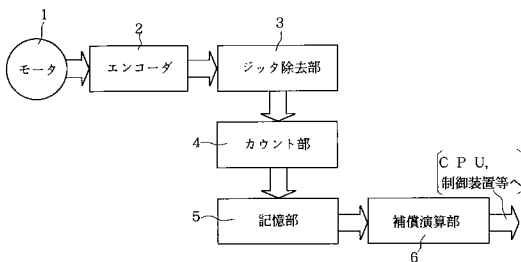 1
モータ
2
エンコーダ
3
ジッタ除去部
4
カウント部
5
記憶部
補償演算部
6
CPU,
制御装置等へ